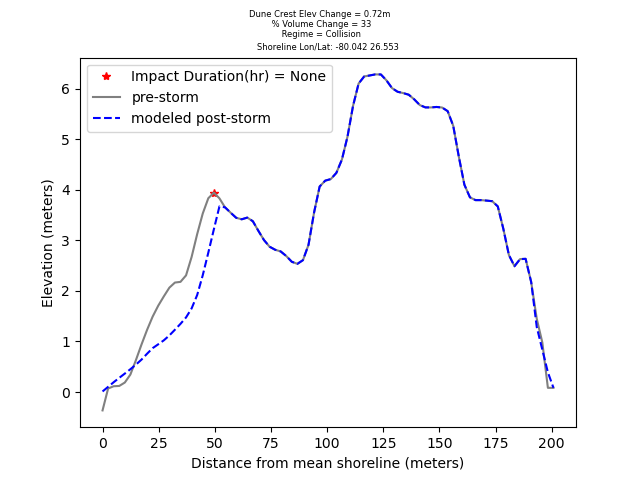 Dune Crest Elev Change = 0.72m
% Volume Change = 33
Regime = Collision
Shoreline Lon/Lat: -80.042 26.553
Impact Duration(hr) = None
pre-storm
modeled post-storm
Elevation (meters)
6
5
4
3
2
1
0
0 25 50 75 100 125 150 175 200
Distance from mean shoreline (meters)